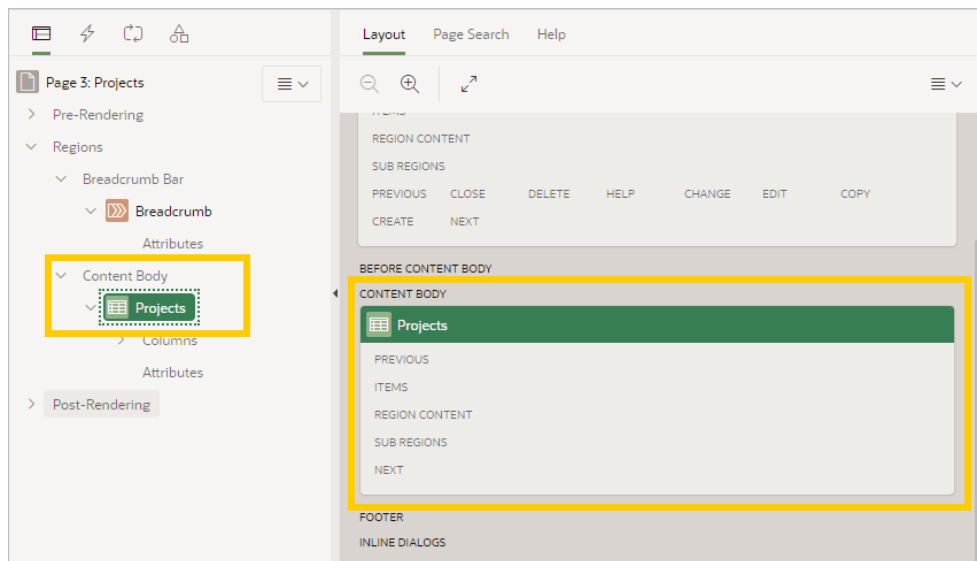 Page 3: Projects
Pre-Rendering
Regions
Breadcrumb Bar
Breadcrumb
Attributes
Content Body
Projects
Columns
Attributes
Post-Rendering
Layout Page Search Help
ITEMS
REGION CONTENT
SUB REGIONS
PREVIOUS CLOSE DELETE HELP CHANGE EDIT COPY
CREATE NEXT
BEFORE CONTENT BODY
CONTENT BODY
Projects
PREVIOUS
ITEMS
REGION CONTENT
SUB REGIONS
NEXT
FOOTER
INLINE DIALOGS